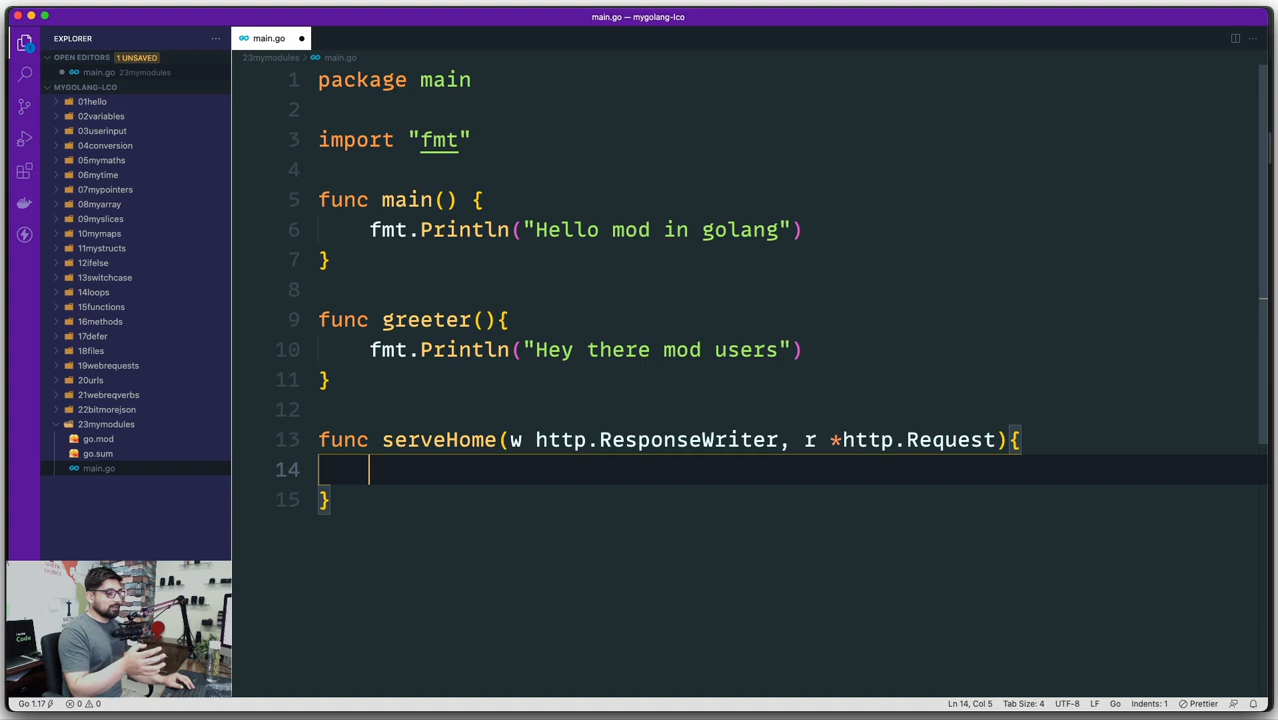 main.go — mygolang-lco
EXPLORER
main.go
OPEN EDITORS 1 UNSAVED
23mymodules > main.go
main.go 23mymodules
MYGOLANG-LCO
01hello
02variables
03userinput
04conversion
05mymaths
06mytime
07mypointers
08myarray
09myslices
10mymaps
11mystructs
12ifelse
13switchcase
14loops
15functions
16methods
17defer
18files
19webrequests
20urls
21webreqverbs
22bitmorejson
23mymodules
go.mod
go.sum
main.go
1 package main
2
3 import "fmt"
4
5 func main() {
6 fmt.Println("Hello mod in golang")
7 }
8
9 func greeter(){
10 fmt.Println("Hey there mod users")
11 }
12
13 func serveHome(w http.ResponseWriter, r *http.Request){
14
15 }
Code
Go 1.17 0 0 Ln 14, Col 5 Tab Size: 4 UTF-8 LF Go Indents: 1 Prettier